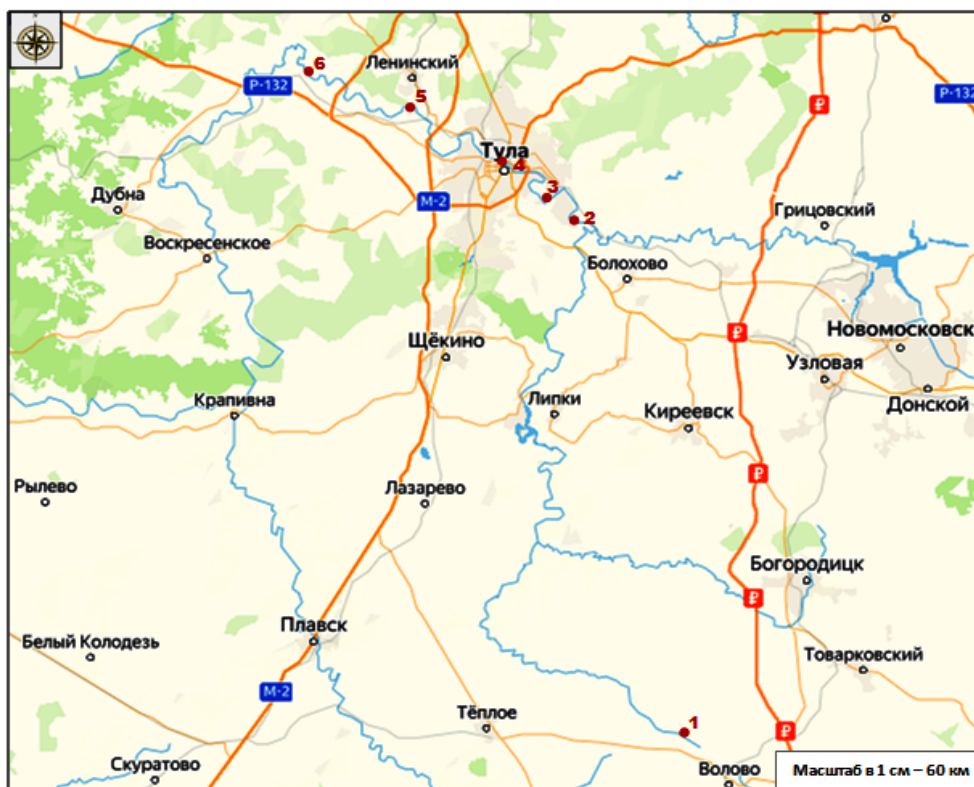 6
Ленинский
Р-132
Р-132
5
Тула
4
Дубна
М-2
3
2
Грицовский
Воскресенское
Болохово
Щёкино
Новомосковск
Узловая
Крапивна
Липки
Киреевск
Донской
Рылево
Лазарево
Богородицк
Плавск
Белый Колодезь
Товарковский
М-2
Тёплое
1
Скуратово
Волово
Масштаб в 1 см – 60 км